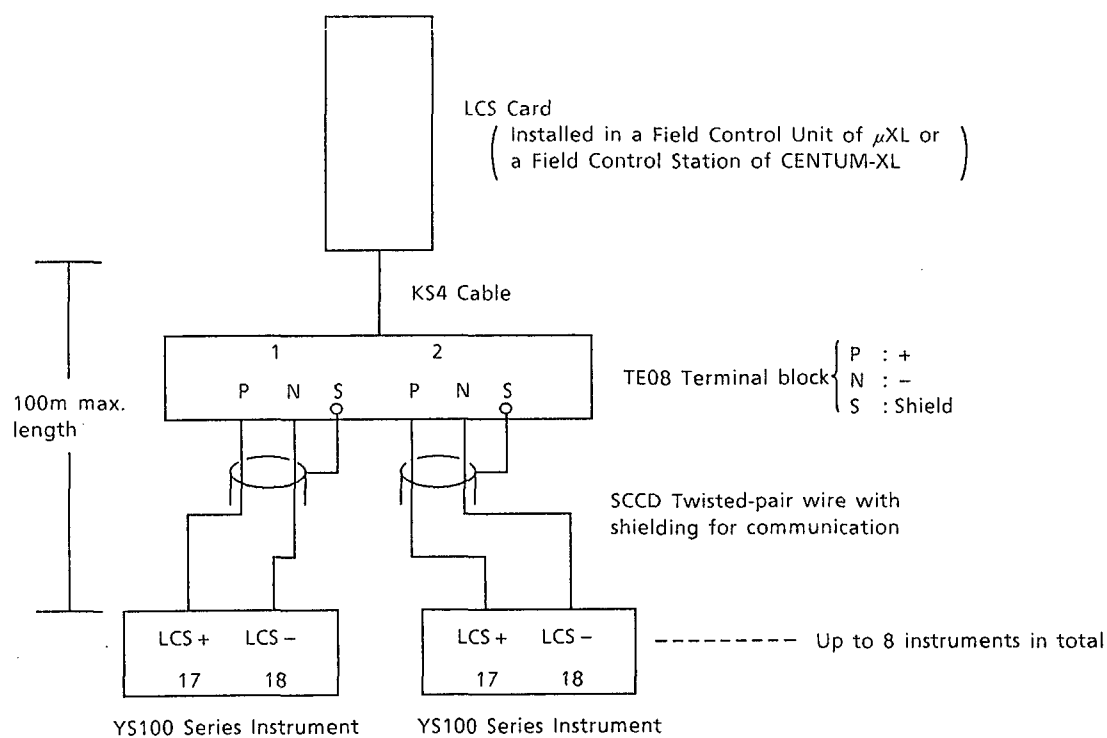 LCS Card
( Installed in a Field Control Unit of μXL or
a Field Control Station of CENTUM-XL )
KS4 Cable
1 2
P N S P N S
TE08 Terminal block { P : +
N : −
S : Shield
100m max.
length
SCCD Twisted-pair wire with
shielding for communication
LCS + LCS − LCS + LCS −
17 18 17 18
Up to 8 instruments in total
YS100 Series Instrument YS100 Series Instrument